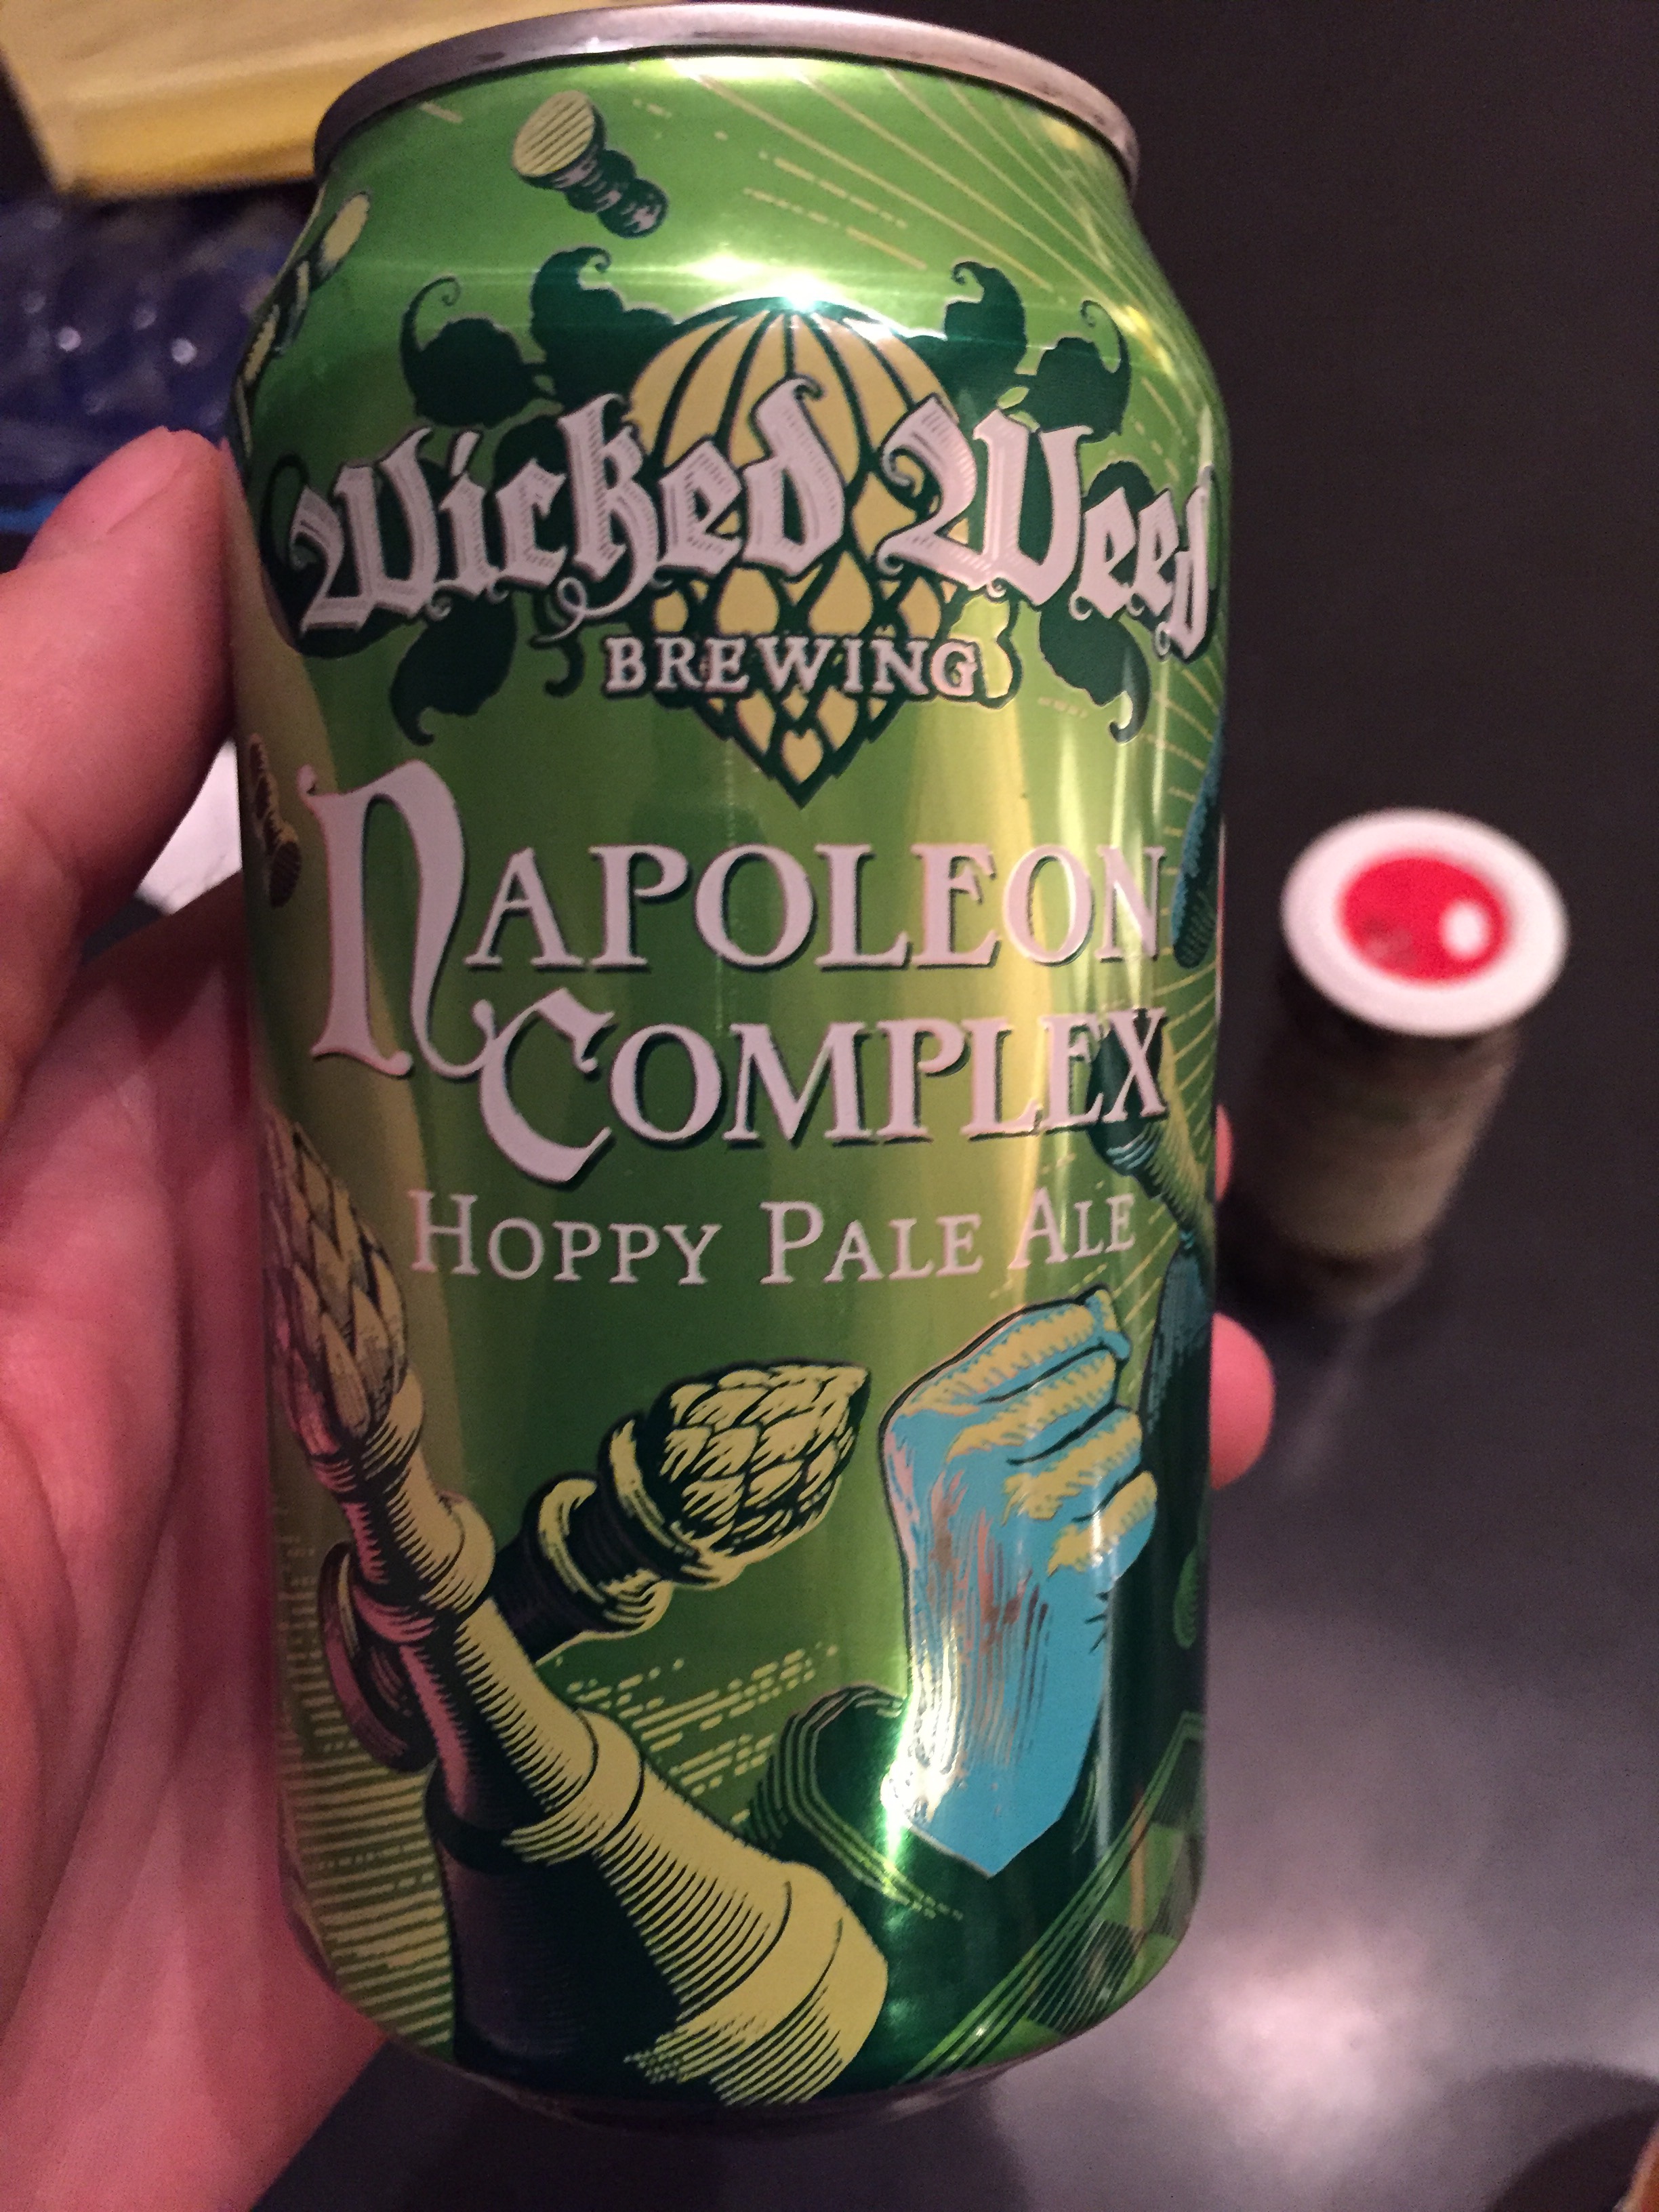 Wicked Weed
BREWING
NAPOLEON
COMPLEX
HOPPY PALE ALE